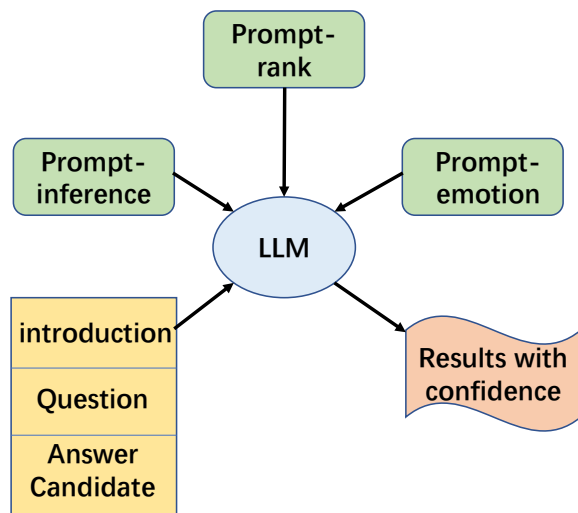 Prompt-
rank
Prompt-
inference
Prompt-
emotion
LLM
introduction
Question
Answer
Candidate
Results with
confidence